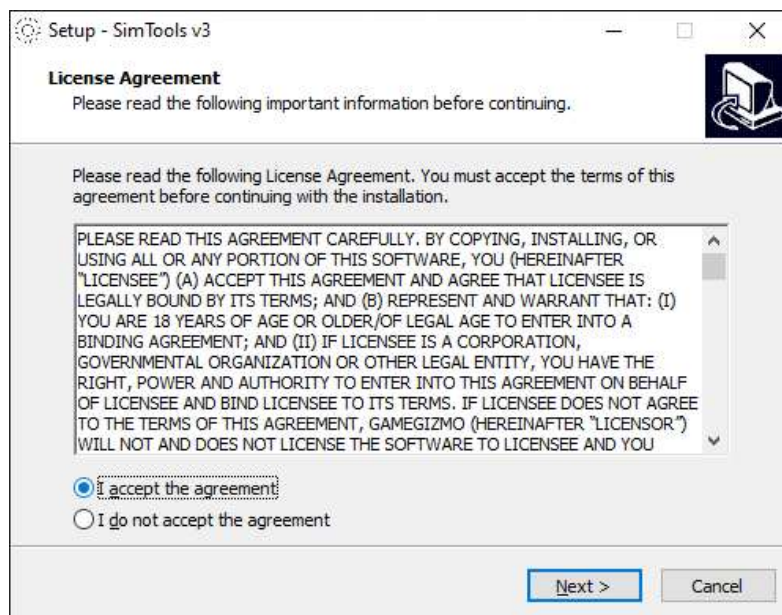 Setup - SimTools v3
License Agreement
Please read the following important information before continuing.
Please read the following License Agreement. You must accept the terms of this
agreement before continuing with the installation.
PLEASE READ THIS AGREEMENT CAREFULLY. BY COPYING, INSTALLING, OR
USING ALL OR ANY PORTION OF THIS SOFTWARE, YOU (HEREINAFTER
"LICENSEE") (A) ACCEPT THIS AGREEMENT AND AGREE THAT LICENSEE IS
LEGALLY BOUND BY ITS TERMS; AND (B) REPRESENT AND WARRANT THAT: (I)
YOU ARE 18 YEARS OF AGE OR OLDER/OF LEGAL AGE TO ENTER INTO A
BINDING AGREEMENT; AND (II) IF LICENSEE IS A CORPORATION,
GOVERNMENTAL ORGANIZATION OR OTHER LEGAL ENTITY, YOU HAVE THE
RIGHT, POWER AND AUTHORITY TO ENTER INTO THIS AGREEMENT ON BEHALF
OF LICENSEE AND BIND LICENSEE TO ITS TERMS. IF LICENSEE DOES NOT AGREE
TO THE TERMS OF THIS AGREEMENT, GAMEGIZMO (HEREINAFTER "LICENSOR")
WILL NOT AND DOES NOT LICENSE THE SOFTWARE TO LICENSEE AND YOU
I accept the agreement
I do not accept the agreement
Next >
Cancel